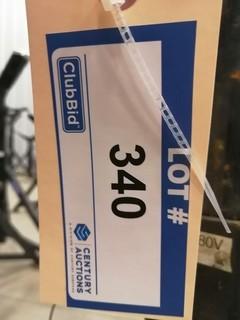 LOT #
340
ClubBid
CENTURY
AUCTIONS
80V